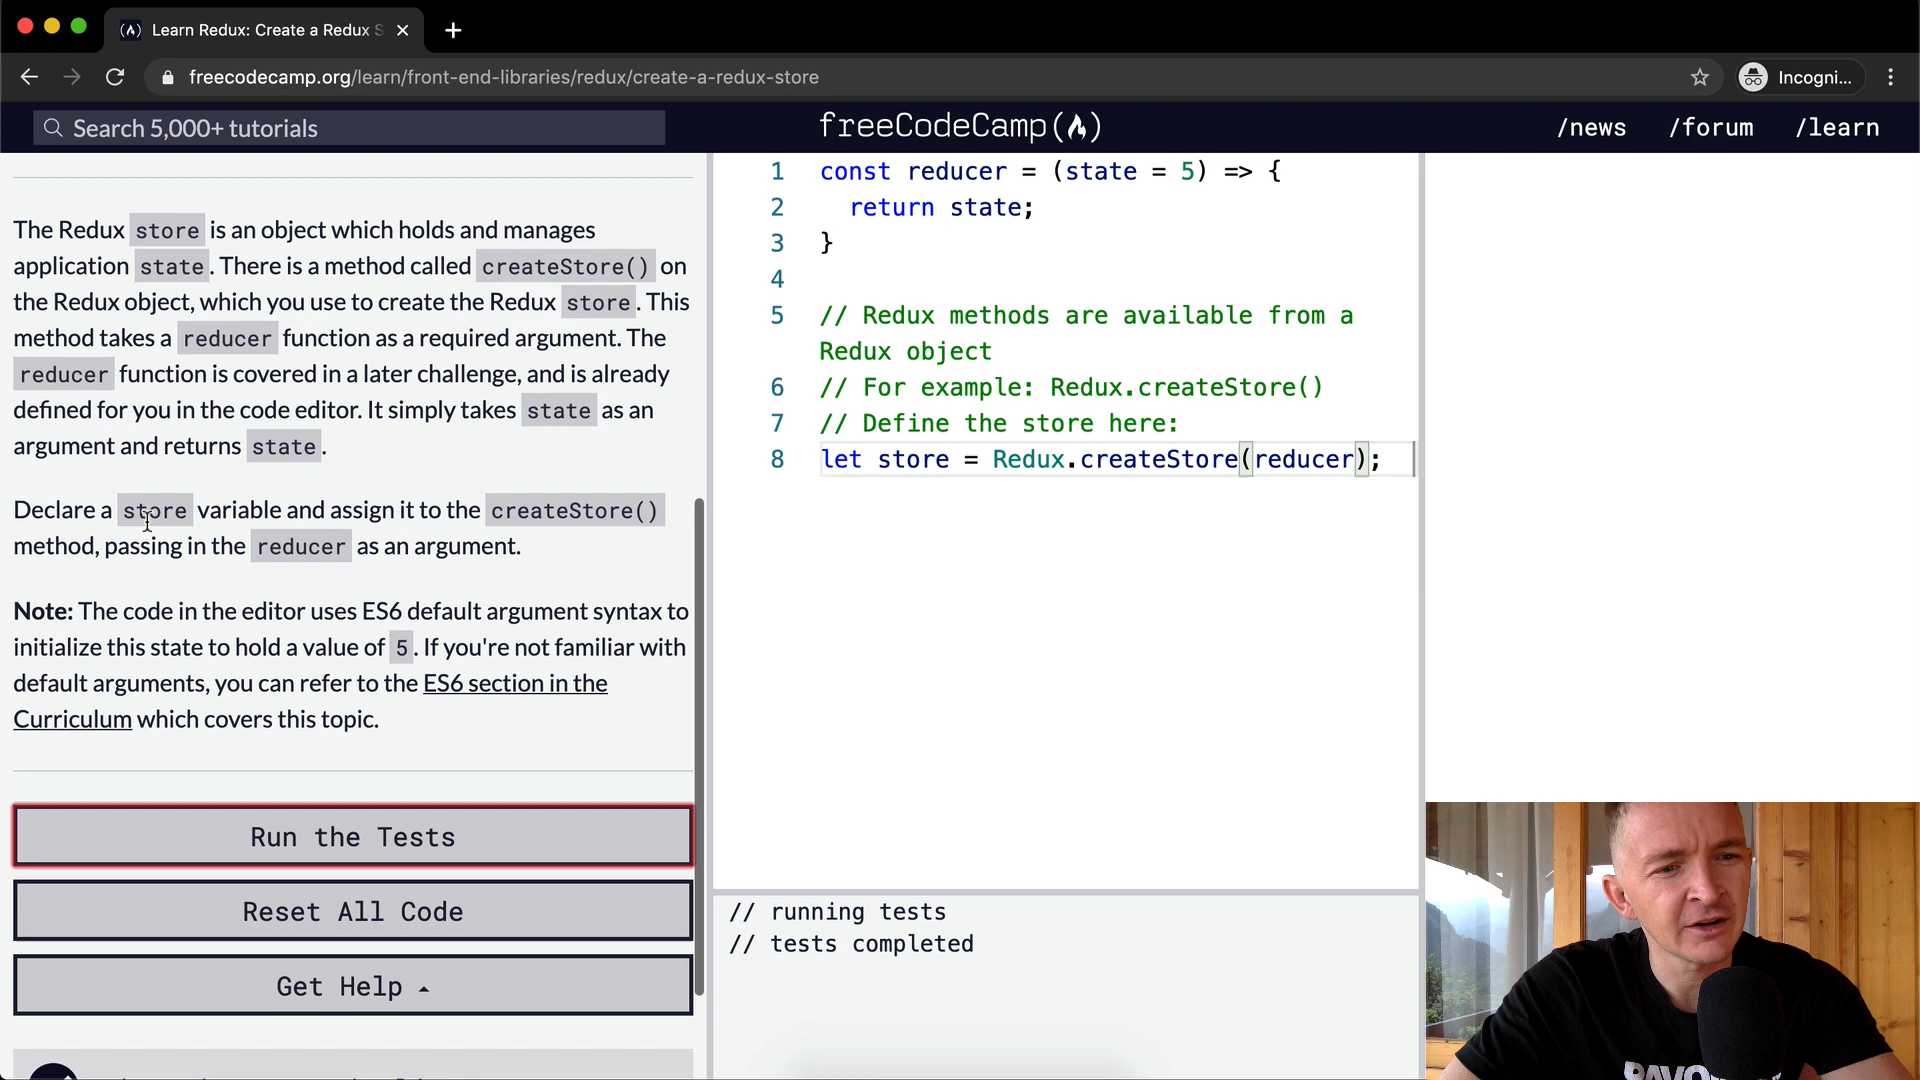 Learn Redux: Create a Redux S
freecodecamp.org/learn/front-end-libraries/redux/create-a-redux-store
Incogni...
Search 5,000+ tutorials
freeCodeCamp
/news /forum /learn
The Redux store is an object which holds and manages
application state. There is a method called createStore() on
the Redux object, which you use to create the Redux store. This
method takes a reducer function as a required argument. The
reducer function is covered in a later challenge, and is already
defined for you in the code editor. It simply takes state as an
argument and returns state.
Declare a store variable and assign it to the createStore()
method, passing in the reducer as an argument.
Note: The code in the editor uses ES6 default argument syntax to
initialize this state to hold a value of 5. If you're not familiar with
default arguments, you can refer to the ES6 section in the
Curriculum which covers this topic.
Run the Tests
Reset All Code
Get Help
1 const reducer = (state = 5) => {
2 return state;
3 }
4
5 // Redux methods are available from a
Redux object
6 // For example: Redux.createStore()
7 // Define the store here:
8 let store = Redux.createStore(reducer);
// running tests
// tests completed